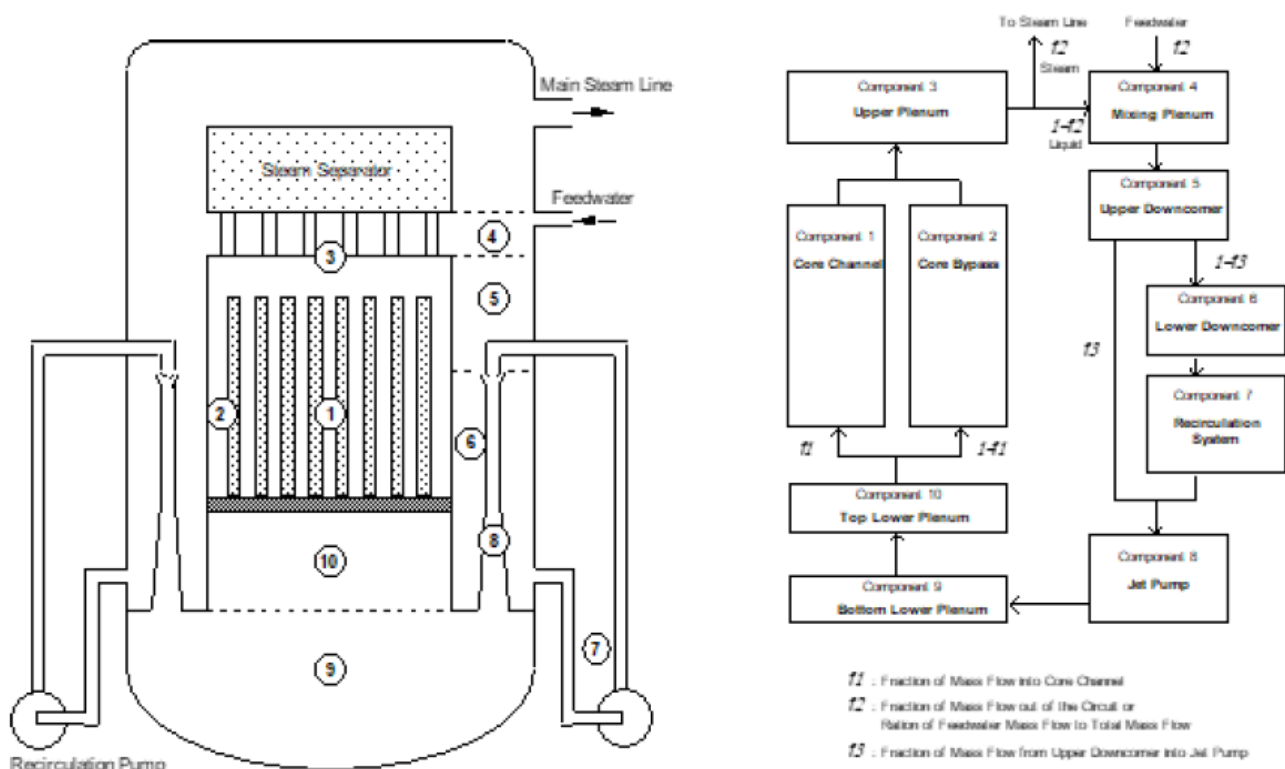 Main Steam Line
Steam Separator
Feedwater
4
3
5
2
1
6
8
10
7
9
Recirculation Pump
To Steam Line
Feedwater
f2
f2
Steam
Component 3
Upper Plenum
Component 4
Mixing Plenum
1-f2
Liquid
Component 5
Upper Downcomer
Component 1
Core Channel
Component 2
Core Bypass
1-f3
Component 6
Lower Downcomer
f3
Component 7
Recirculation
System
f1
1-f1
Component 10
Top Lower Plenum
Component 8
Jet Pump
Component 9
Bottom Lower Plenum
f1 : Fraction of Mass Flow into Core Channel
f2 : Fraction of Mass Flow out of the Circuit or
Ration of Feedwater Mass Flow to Total Mass Flow
f3 : Fraction of Mass Flow from Upper Downcomer into Jet Pump